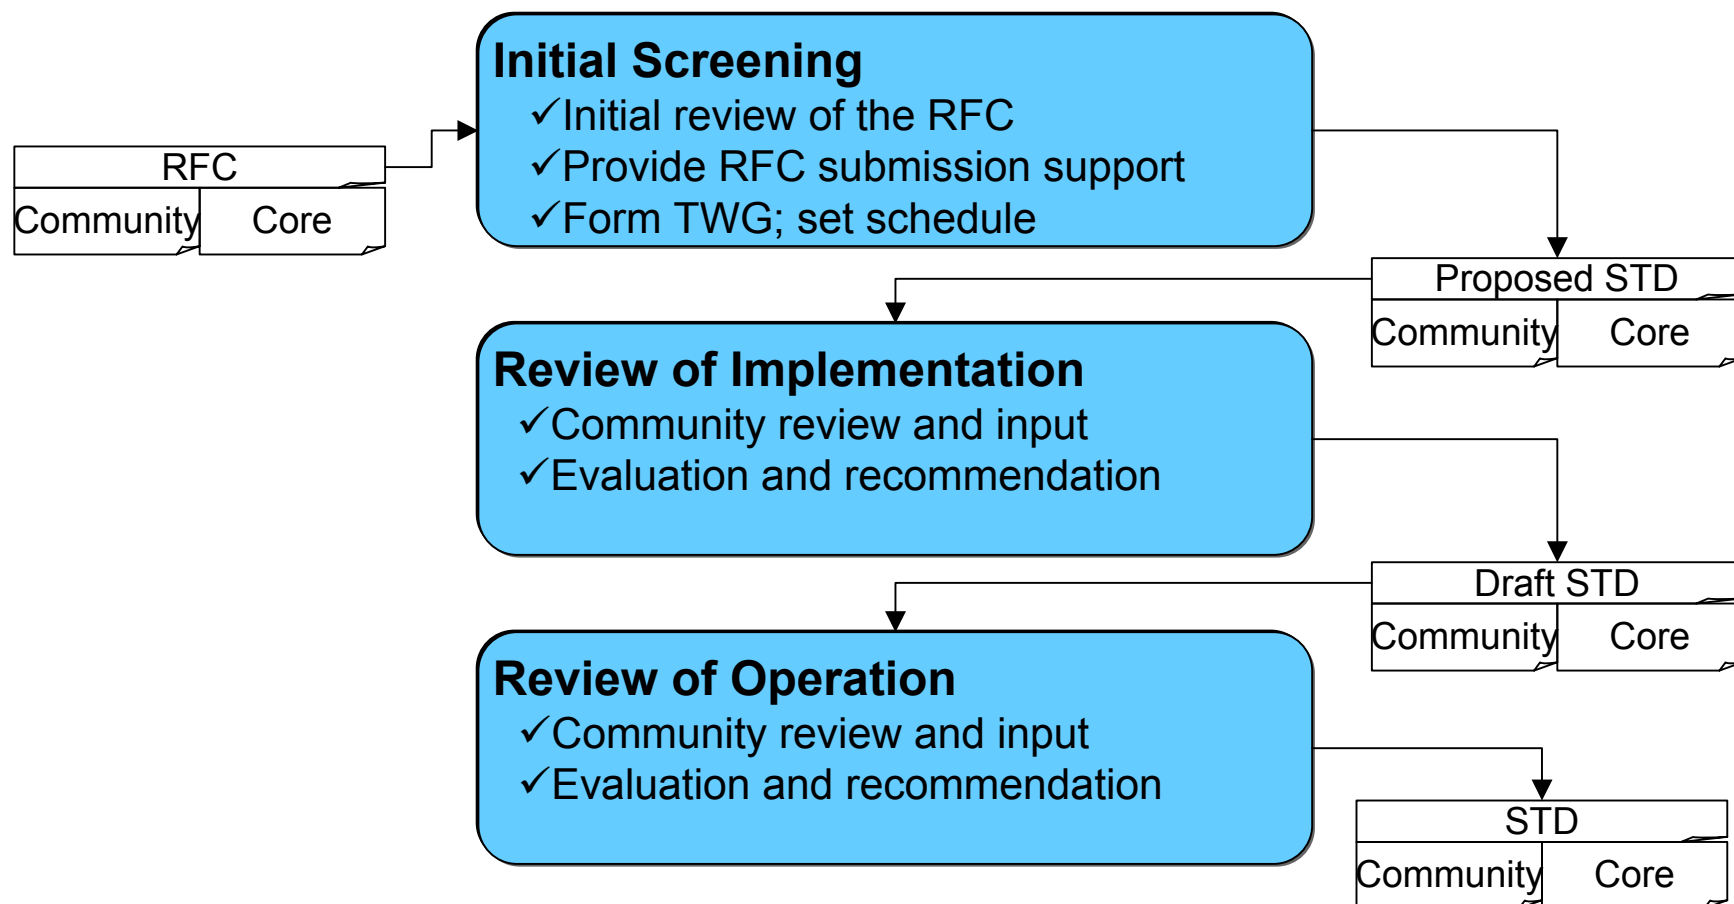 Initial Screening
✓Initial review of the RFC
✓Provide RFC submission support
✓Form TWG; set schedule
RFC
Community Core
Proposed STD
Community Core
Review of Implementation
✓Community review and input
✓Evaluation and recommendation
Draft STD
Community Core
Review of Operation
✓Community review and input
✓Evaluation and recommendation
STD
Community Core